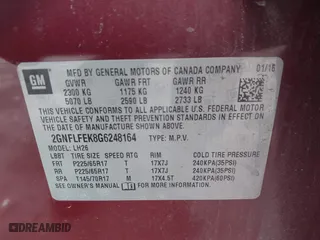 GM
MFD BY GENERAL MOTORS OF CANADA COMPANY 01/16
GVWR GAWR FRT GAWR RR
2300 KG 1175 KG 1240 KG
5070 LB 2590 LB 2733 LB
THIS VEHICLE CONFORMS TO ALL APPLICABLE U.S. FEDERAL MOTOR
VEHICLE SAFETY AND THEFT PREVENTION STANDARDS IN EFFECT ON
THE DATE OF MANUFACTURE SHOWN ABOVE.
2GNFLFEK8G6248164 TYPE: M.P.V.
MODEL: LH26
TIRE SIZE SPEED RTG RIM COLD TIRE PRESSURE
FRT P225/65R17 T 17X7J 240KPA(35PSI)
RR P225/65R17 T 17X7J 240KPA(35PSI)
SPA T145/70R17 M 17X4.5T 420KPA(60PSI)
SEE OWNER'S MANUAL